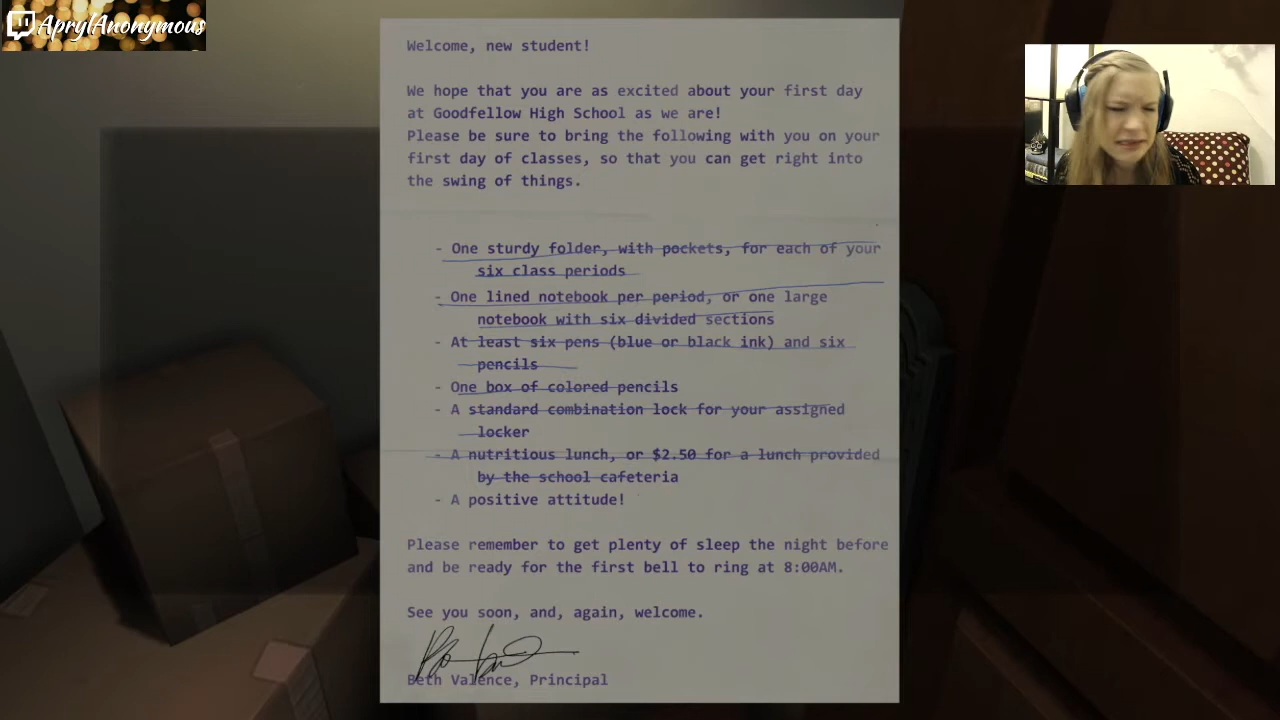 AprylAnonymous
Welcome, new student!
We hope that you are as excited about your first day
at Goodfellow High School as we are!
Please be sure to bring the following with you on your
first day of classes, so that you can get right into
the swing of things.
- One sturdy folder, with pockets, for each of your
six class periods
- One lined notebook per period, or one large
notebook with six divided sections
- At least six pens (blue or black ink) and six
pencils
- One box of colored pencils
- A standard combination lock for your assigned
locker
- A nutritious lunch, or $2.50 for a lunch provided
by the school cafeteria
- A positive attitude!
Please remember to get plenty of sleep the night before
and be ready for the first bell to ring at 8:00AM.
See you soon, and, again, welcome.
Beth Valence, Principal